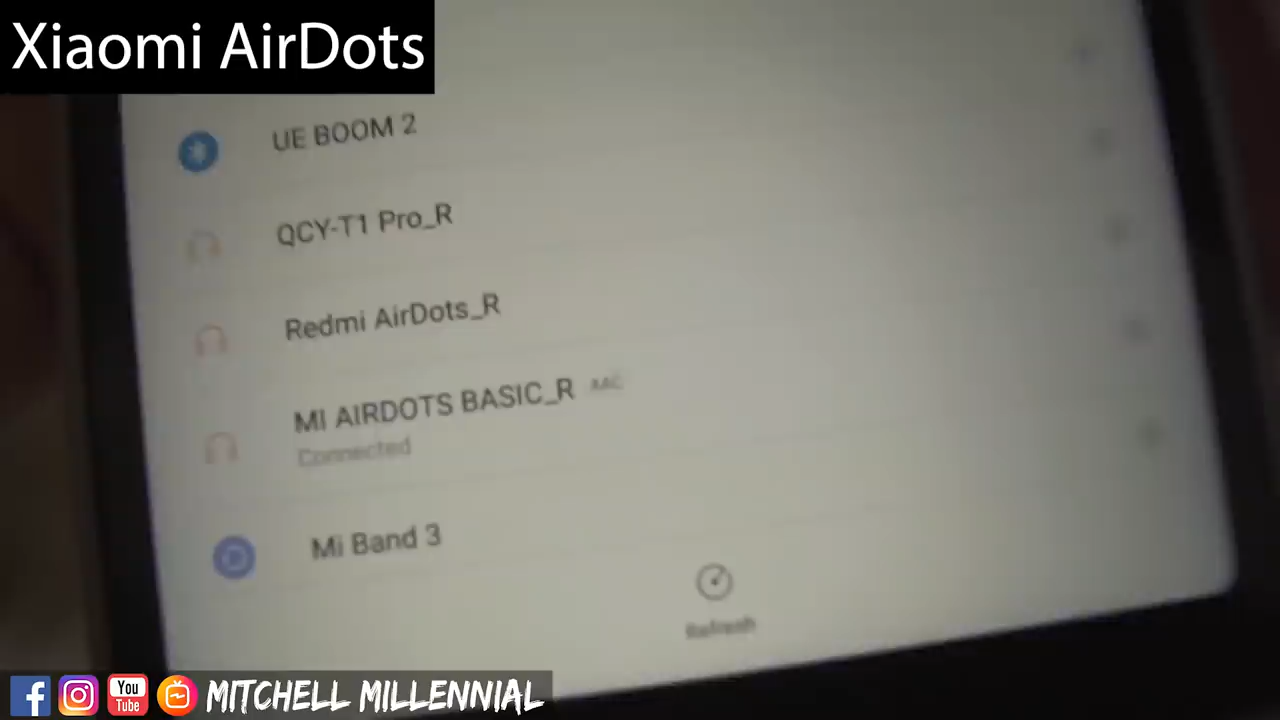 Xiaomi AirDots
UE BOOM 2
QCY-T1 Pro_R
Redmi AirDots_R
MI AIRDOTS BASIC_R AAC
Connected
Mi Band 3
Refresh
You
Tube
MITCHELL MILLENNIAL